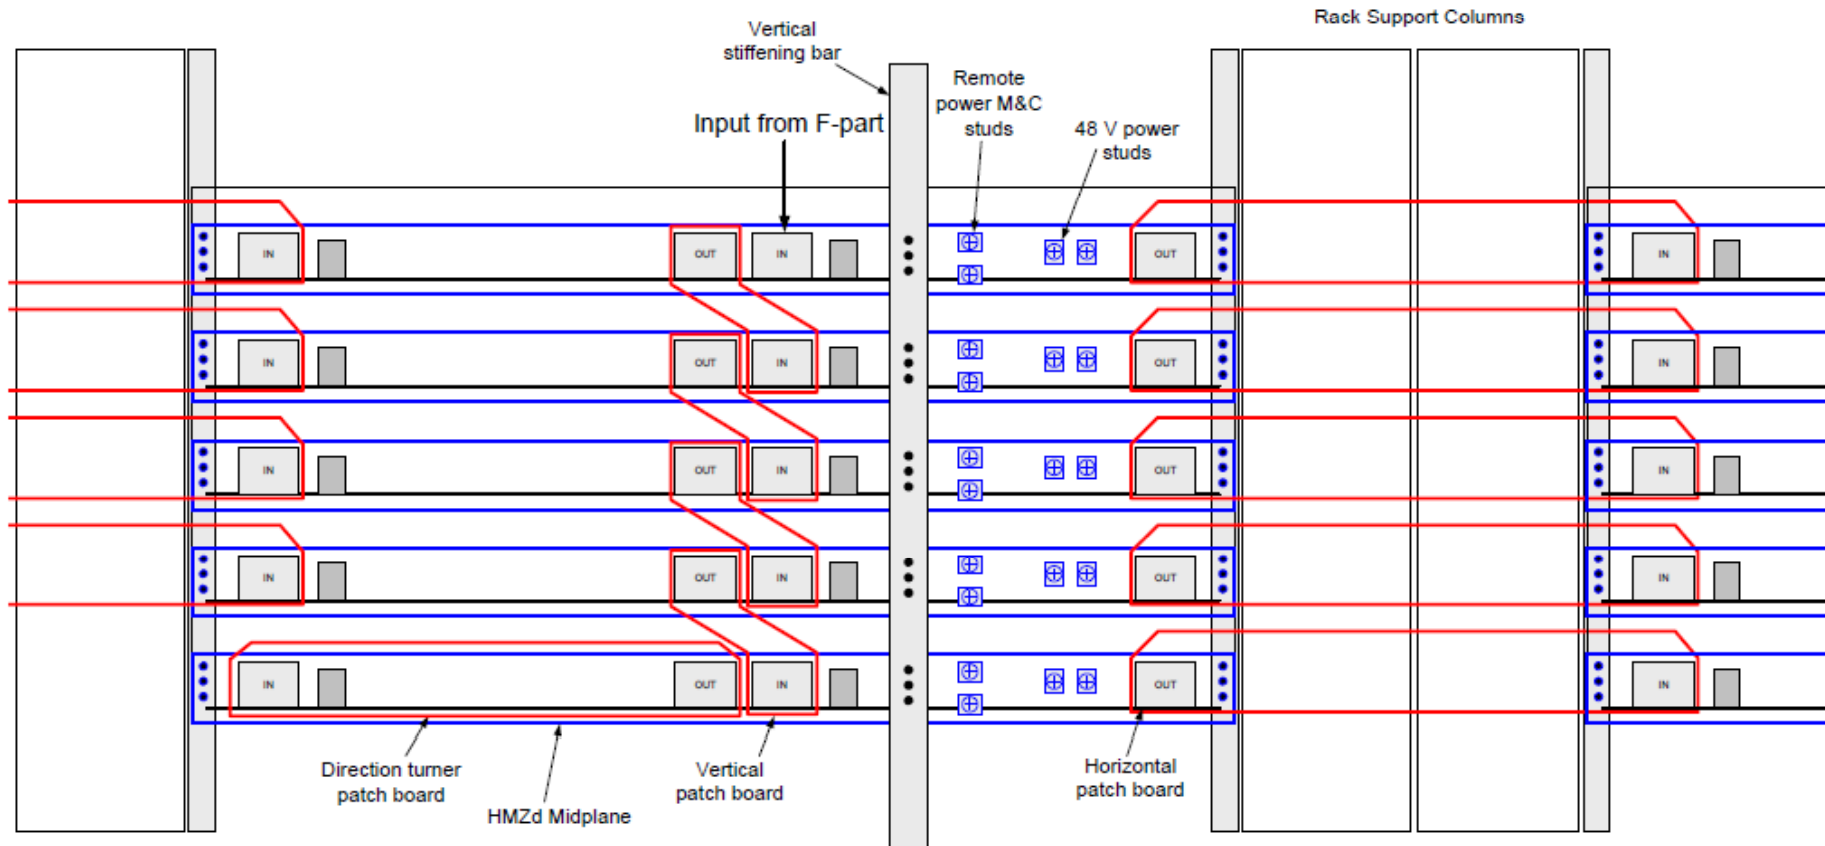 Rack Support Columns
Vertical
stiffening bar
Remote
power M&C
studs
Input from F-part
48 V power
studs
IN
OUT
IN
OUT
IN
IN
OUT
IN
OUT
IN
IN
OUT
IN
OUT
IN
IN
OUT
IN
OUT
IN
IN
OUT
IN
OUT
IN
Direction turner
patch board
HMZd Midplane
Vertical
patch board
Horizontal
patch board